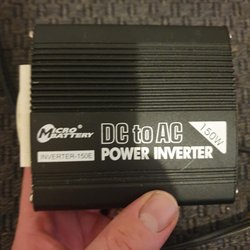 MICRO® BATTERY
DC to AC
150W
INVERTER-150E
POWER INVERTER